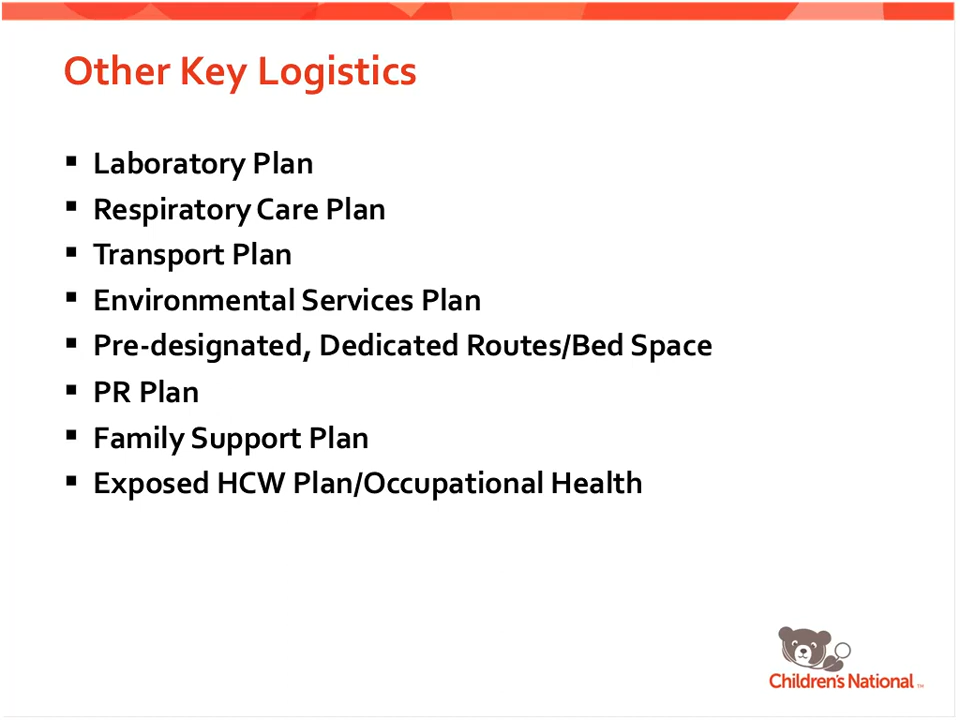 Other Key Logistics
▪ Laboratory Plan
▪ Respiratory Care Plan
▪ Transport Plan
▪ Environmental Services Plan
▪ Pre-designated, Dedicated Routes/Bed Space
▪ PR Plan
▪ Family Support Plan
▪ Exposed HCW Plan/Occupational Health
Children's National ™